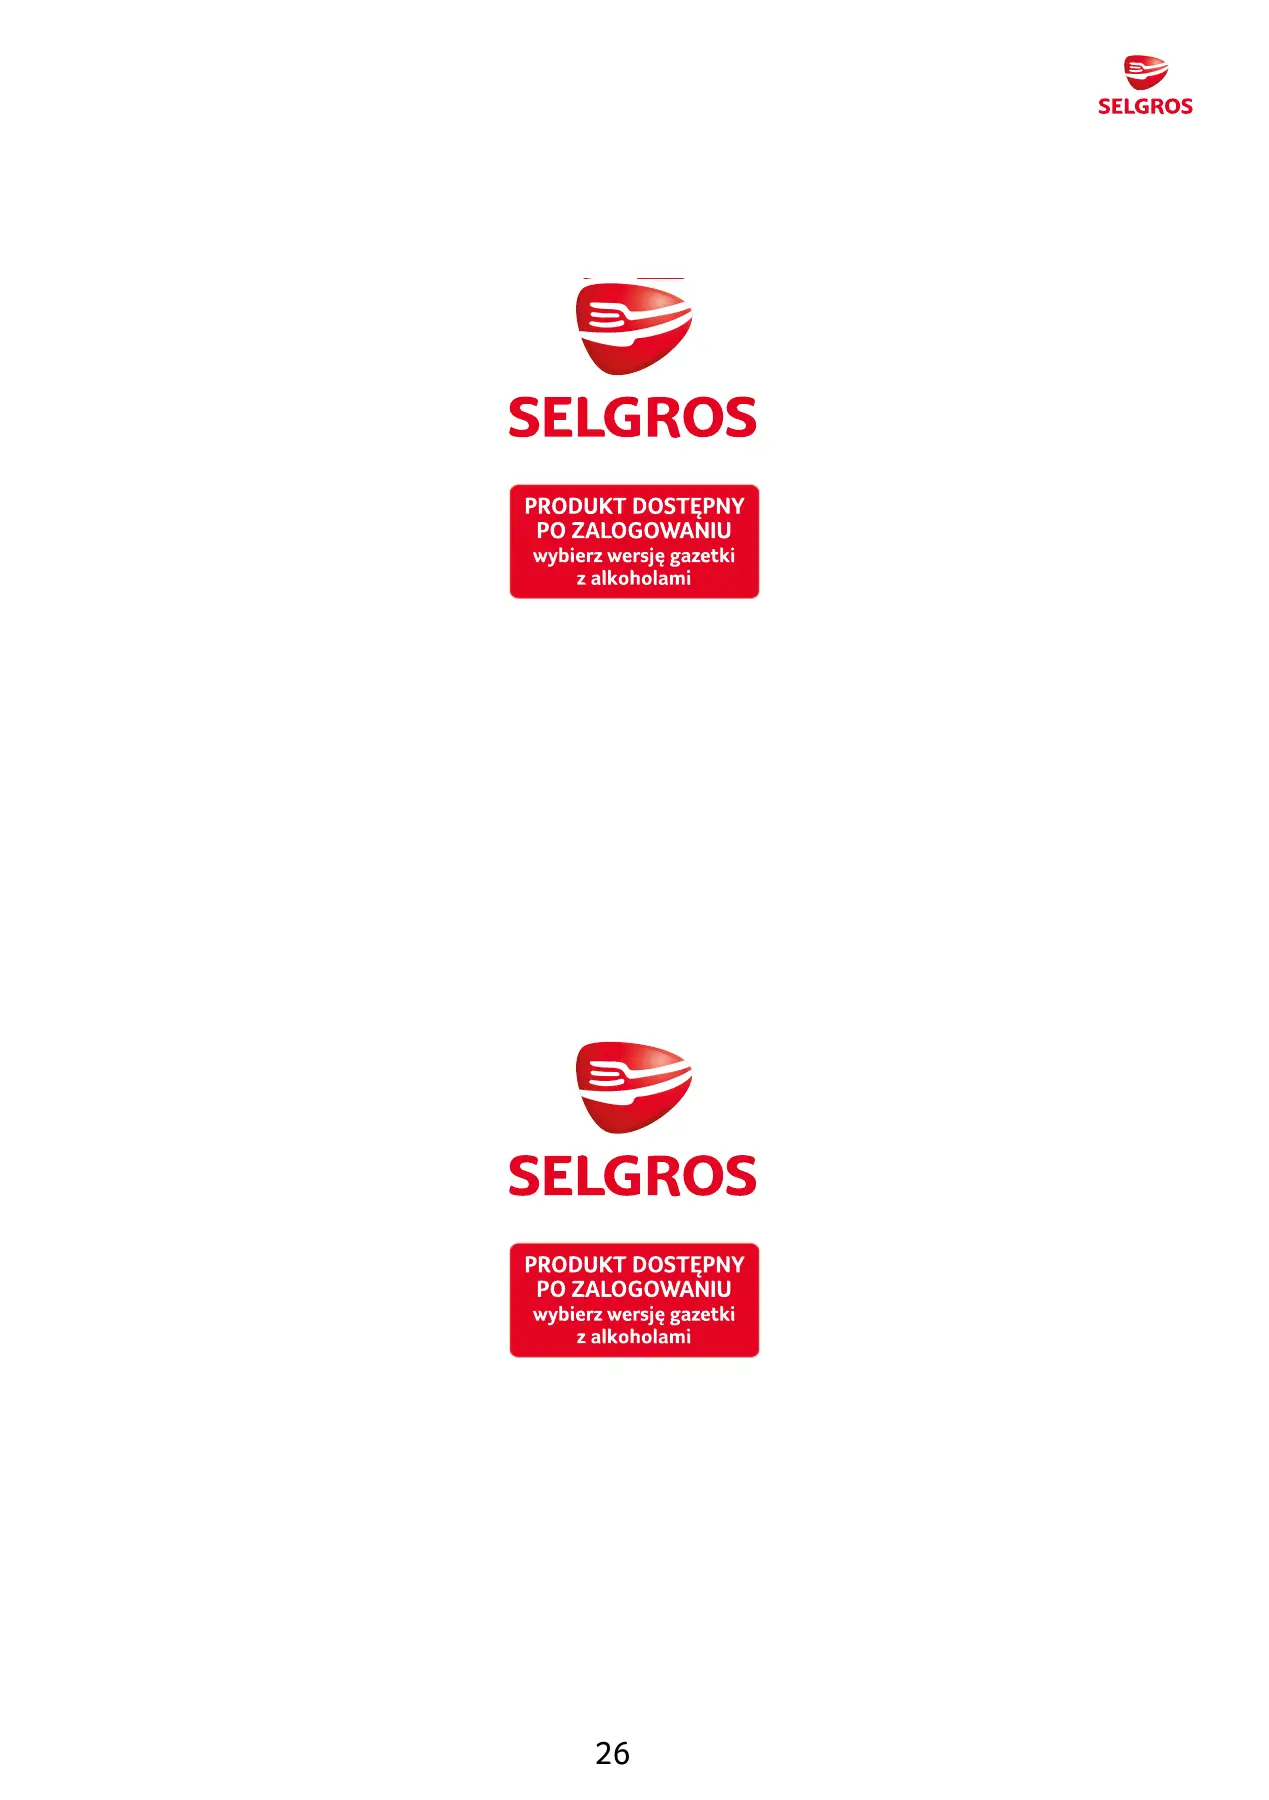 SELGROS
SELGROS
PRODUKT DOSTĘPNY
PO ZALOGOWANIU
wybierz wersję gazetki
z alkoholami
SELGROS
PRODUKT DOSTĘPNY
PO ZALOGOWANIU
wybierz wersję gazetki
z alkoholami
26